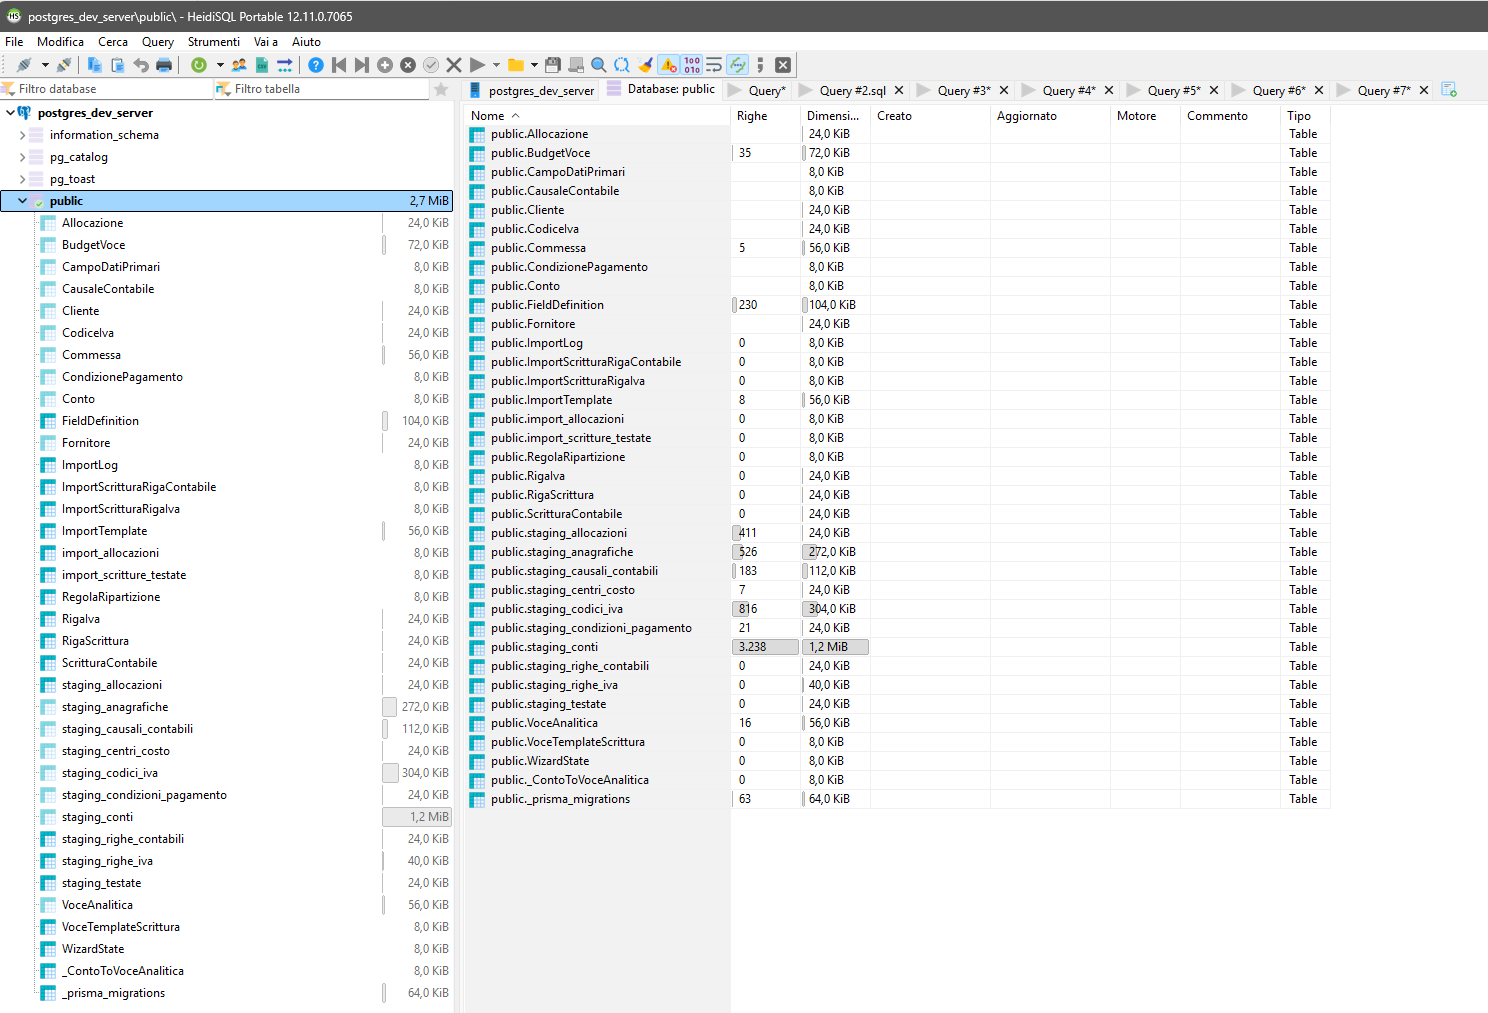 postgres_dev_server\public\ - HeidiSQL Portable 12.11.0.7065
File Modifica Cerca Query Strumenti Vai a Aiuto
Filtro database Filtro tabella
postgres_dev_server Database: public Query* Query #2.sql Query #3* Query #4* Query #5* Query #6* Query #7*
postgres_dev_server
information_schema
pg_catalog
pg_toast
public 2,7 MiB
Allocazione 24,0 KiB
BudgetVoce 72,0 KiB
CampoDatiPrimari 8,0 KiB
CausaleContabile 8,0 KiB
Cliente 24,0 KiB
CodiceIva 24,0 KiB
Commessa 56,0 KiB
CondizionePagamento 8,0 KiB
Conto 8,0 KiB
FieldDefinition 104,0 KiB
Fornitore 24,0 KiB
ImportLog 8,0 KiB
ImportScritturaRigaContabile 8,0 KiB
ImportScritturaRigaIva 8,0 KiB
ImportTemplate 56,0 KiB
import_allocazioni 8,0 KiB
import_scritture_testate 8,0 KiB
RegolaRipartizione 8,0 KiB
RigaIva 24,0 KiB
RigaScrittura 24,0 KiB
ScritturaContabile 24,0 KiB
staging_allocazioni 24,0 KiB
staging_anagrafiche 272,0 KiB
staging_causali_contabili 112,0 KiB
staging_centri_costo 24,0 KiB
staging_codici_iva 304,0 KiB
staging_condizioni_pagamento 24,0 KiB
staging_conti 1,2 MiB
staging_righe_contabili 24,0 KiB
staging_righe_iva 40,0 KiB
staging_testate 24,0 KiB
VoceAnalitica 56,0 KiB
VoceTemplateScrittura 8,0 KiB
WizardState 8,0 KiB
_ContoToVoceAnalitica 8,0 KiB
_prisma_migrations 64,0 KiB
Nome Righe Dimensi... Creato Aggiornato Motore Commento Tipo
public.Allocazione 24,0 KiB Table
public.BudgetVoce 35 72,0 KiB Table
public.CampoDatiPrimari 8,0 KiB Table
public.CausaleContabile 8,0 KiB Table
public.Cliente 24,0 KiB Table
public.CodiceIva 24,0 KiB Table
public.Commessa 5 56,0 KiB Table
public.CondizionePagamento 8,0 KiB Table
public.Conto 8,0 KiB Table
public.FieldDefinition 230 104,0 KiB Table
public.Fornitore 24,0 KiB Table
public.ImportLog 0 8,0 KiB Table
public.ImportScritturaRigaContabile 0 8,0 KiB Table
public.ImportScritturaRigaIva 0 8,0 KiB Table
public.ImportTemplate 8 56,0 KiB Table
public.import_allocazioni 0 8,0 KiB Table
public.import_scritture_testate 0 8,0 KiB Table
public.RegolaRipartizione 0 8,0 KiB Table
public.RigaIva 0 24,0 KiB Table
public.RigaScrittura 0 24,0 KiB Table
public.ScritturaContabile 0 24,0 KiB Table
public.staging_allocazioni 411 24,0 KiB Table
public.staging_anagrafiche 526 272,0 KiB Table
public.staging_causali_contabili 183 112,0 KiB Table
public.staging_centri_costo 7 24,0 KiB Table
public.staging_codici_iva 816 304,0 KiB Table
public.staging_condizioni_pagamento 21 24,0 KiB Table
public.staging_conti 3.238 1,2 MiB Table
public.staging_righe_contabili 0 24,0 KiB Table
public.staging_righe_iva 0 40,0 KiB Table
public.staging_testate 0 24,0 KiB Table
public.VoceAnalitica 16 56,0 KiB Table
public.VoceTemplateScrittura 0 8,0 KiB Table
public.WizardState 0 8,0 KiB Table
public._ContoToVoceAnalitica 0 8,0 KiB Table
public._prisma_migrations 63 64,0 KiB Table